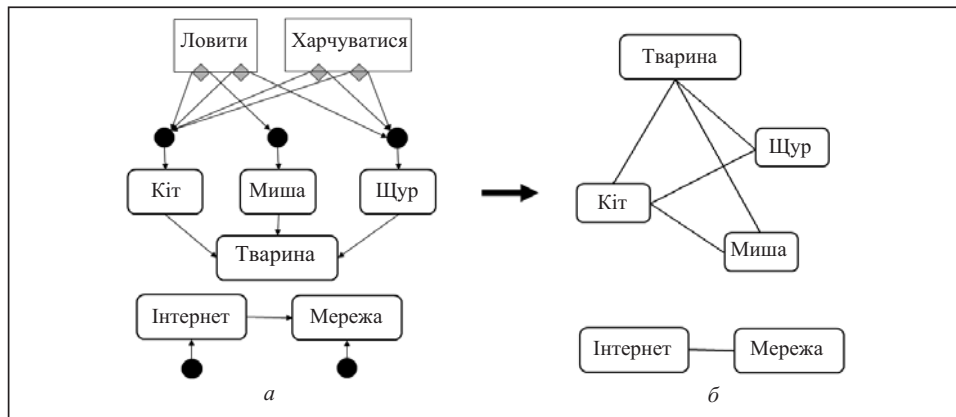 Ловити
Харчуватися
Кіт
Миша
Щур
Тварина
Інтернет
Мережа
а
Тварина
Щур
Кіт
Миша
Інтернет
Мережа
б